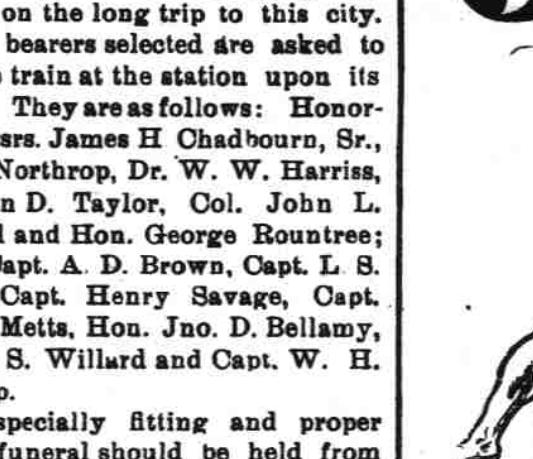 on the long trip to this city.
bearers selected are asked to
train at the station upon its
They are as follows: Honor-
srs. James H Chadbourn, Sr.,
Northrop, Dr. W. W. Harriss,
n D. Taylor, Col. John L.
l and Hon. George Rountree;
apt. A. D. Brown, Capt. L. S.
Capt. Henry Savage, Capt.
Metts, Hon. Jno. D. Bellamy,
S. Willard and Capt. W. H.
p.
specially fitting and proper
funeral should be held from